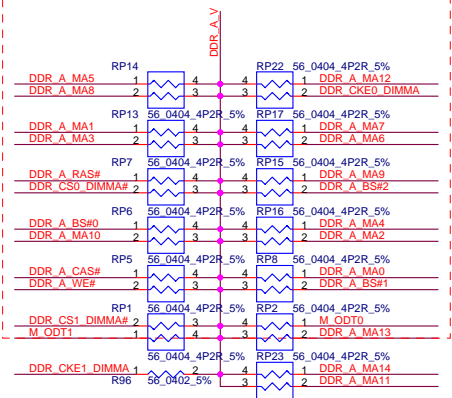 DDR_A_V
RP14 RP22 56_0404_4P2R_5%
DDR_A_MA5 1 4 4 1 DDR_A_MA12
DDR_A_MA8 2 3 3 2 DDR_CKE0_DIMMA
RP13 56_0404_4P2R_5% RP17 56_0404_4P2R_5%
DDR_A_MA1 1 4 4 1 DDR_A_MA7
DDR_A_MA3 2 3 3 2 DDR_A_MA6
RP7 56_0404_4P2R_5% RP15 56_0404_4P2R_5%
DDR_A_RAS# 1 4 4 1 DDR_A_MA9
DDR_CS0_DIMMA# 2 3 3 2 DDR_A_BS#2
RP6 56_0404_4P2R_5% RP16 56_0404_4P2R_5%
DDR_A_BS#0 1 4 4 1 DDR_A_MA4
DDR_A_MA10 2 3 3 2 DDR_A_MA2
RP5 56_0404_4P2R_5% RP8 56_0404_4P2R_5%
DDR_A_CAS# 1 4 4 1 DDR_A_MA0
DDR_A_WE# 2 3 3 2 DDR_A_BS#1
RP1 56_0404_4P2R_5% RP2 56_0404_4P2R_5%
DDR_CS1_DIMMA# 2 3 4 1 M_ODT0
M_ODT1 1 4 3 2 DDR_A_MA13
56_0404_4P2R_5% RP23 56_0404_4P2R_5%
DDR_CKE1_DIMMA 1 2 4 1 DDR_A_MA14
R96 56_0402_5% 3 2 DDR_A_MA11